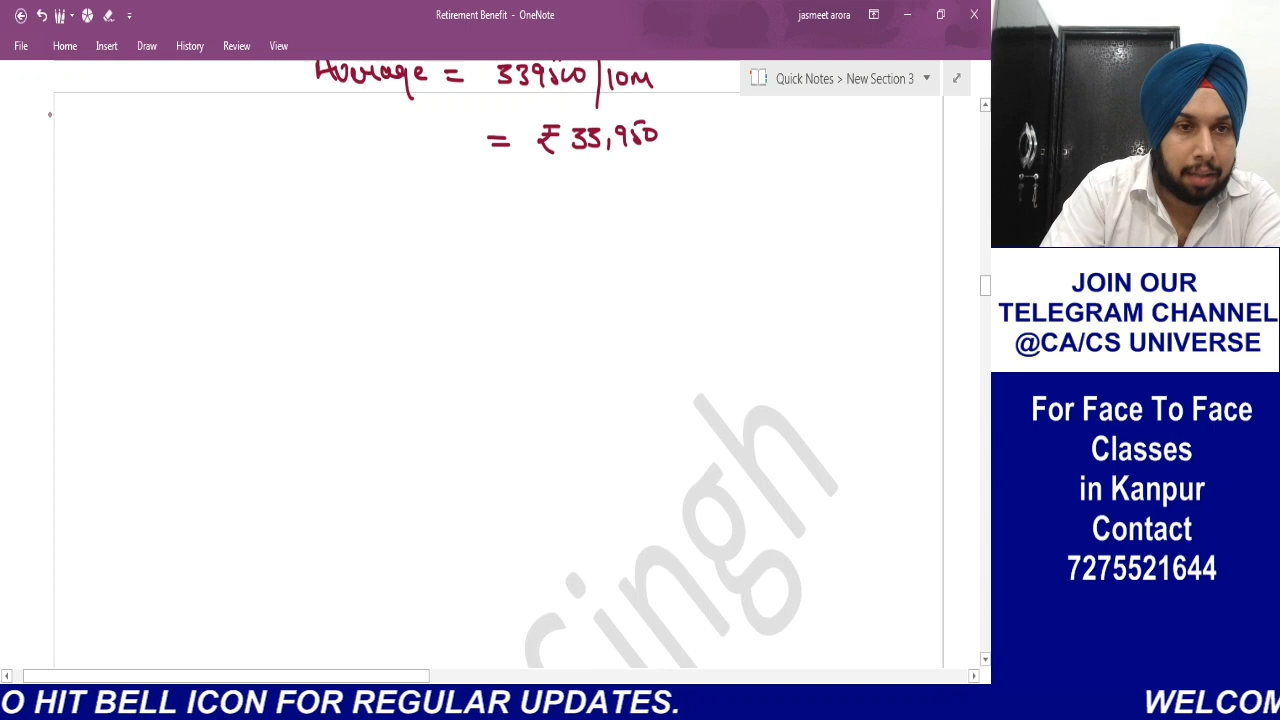 Retirement Benefit - OneNote
jasmeet arora
File Home Insert Draw History Review View
Average = 339500/10M
Quick Notes > New Section 3
= ₹ 33,950
Singh
JOIN OUR
TELEGRAM CHANNEL
@CA/CS UNIVERSE
For Face To Face
Classes
in Kanpur
Contact
7275521644
O HIT BELL ICON FOR REGULAR UPDATES. WELCOM